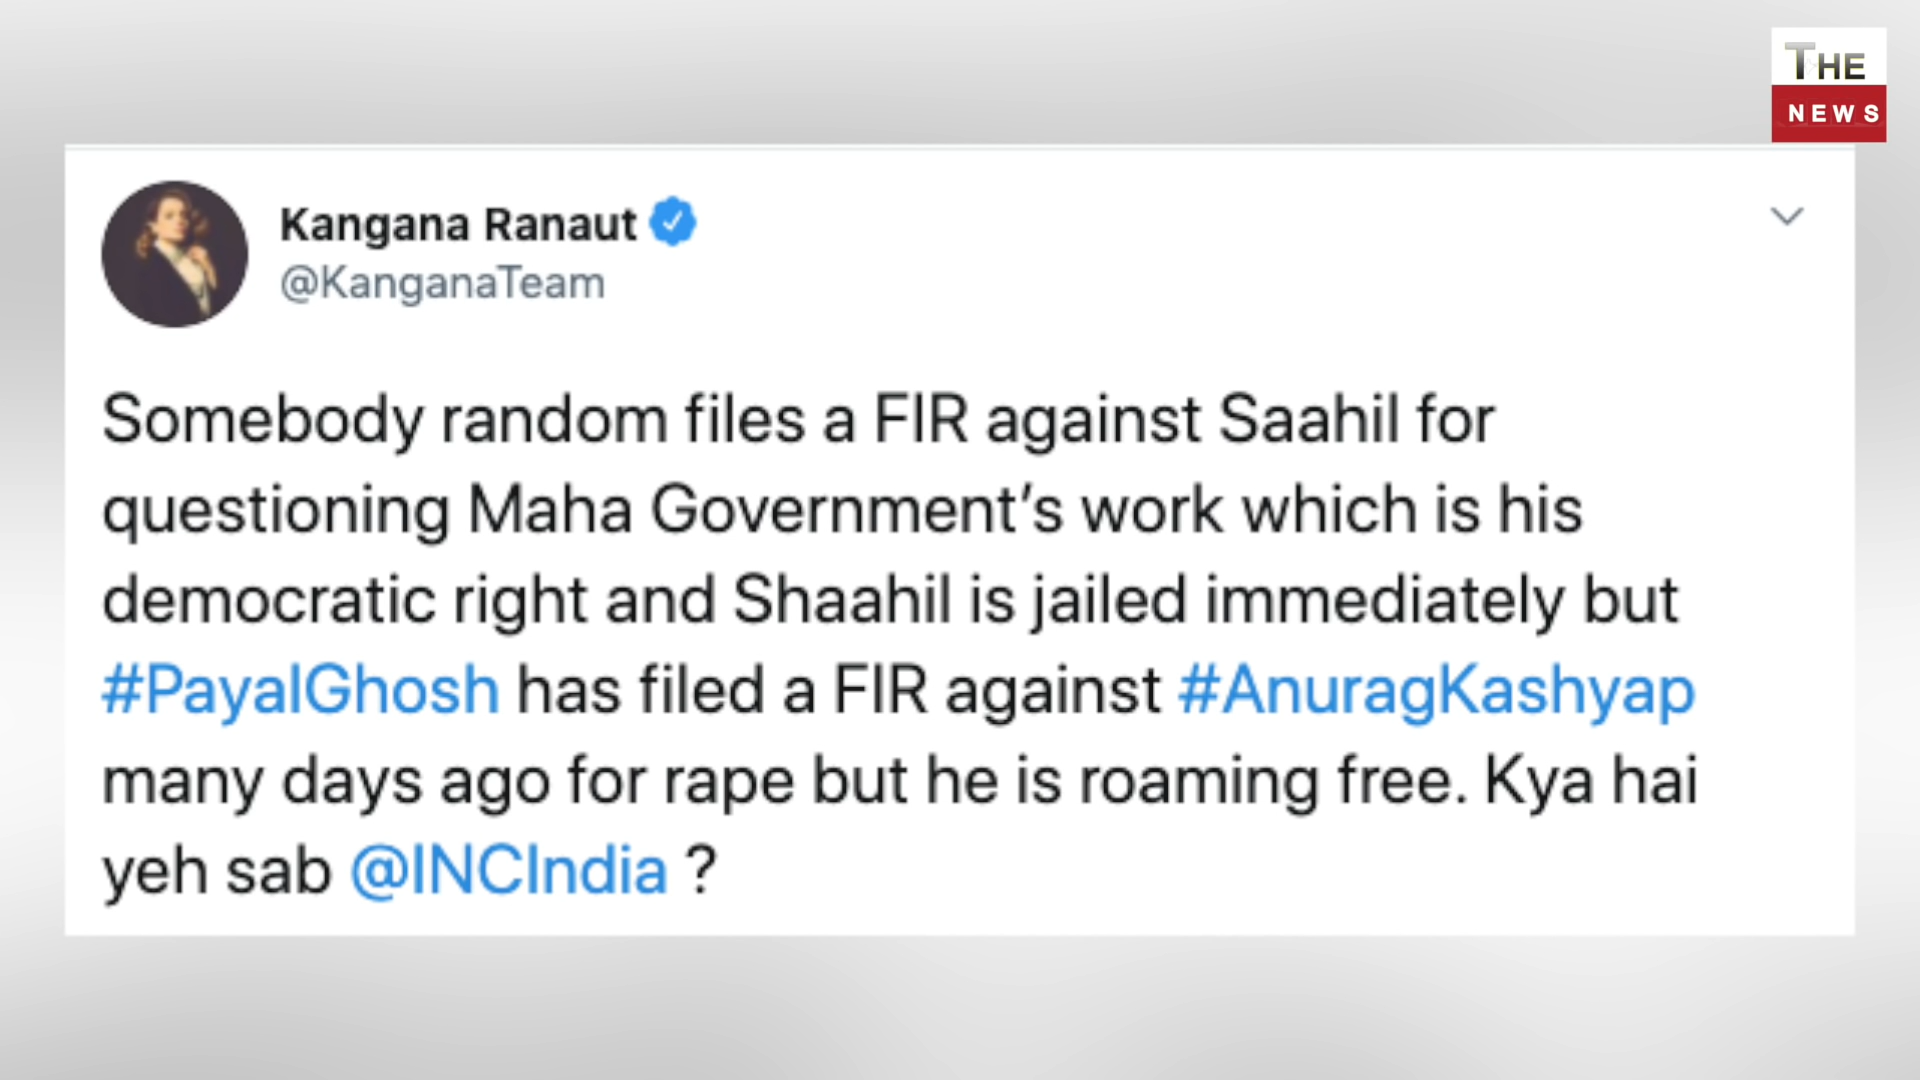 THE
NEWS
Kangana Ranaut
@KanganaTeam
Somebody random files a FIR against Saahil for
questioning Maha Government’s work which is his
democratic right and Shaahil is jailed immediately but
#PayalGhosh has filed a FIR against #AnuragKashyap
many days ago for rape but he is roaming free. Kya hai
yeh sab @INCIndia ?